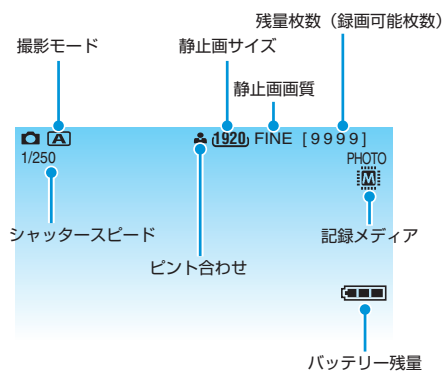 残量枚数（録画可能枚数）
撮影モード
静止画サイズ
静止画画質
A
1920 FINE [9999]
1/250
PHOTO
M
シャッタースピード
記録メディア
ピント合わせ
バッテリー残量